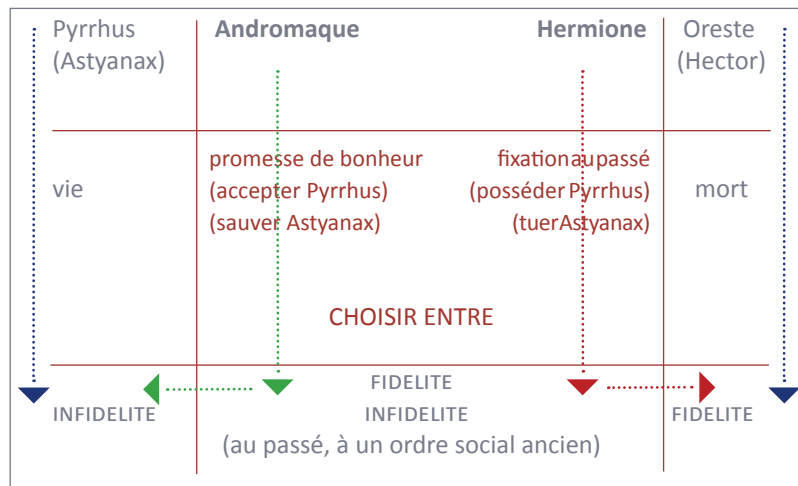 Pyrrhus Andromaque Hermione Oreste
(Astyanax) (Hector)
promesse de bonheur fixationaupassé
vie (accepter Pyrrhus) (posséder Pyrrhus) mort
(sauver Astyanax) (tuerAstyanax)
CHOISIR ENTRE
FIDELITE
INFIDELITE INFIDELITE FIDELITE
(au passé, à un ordre social ancien)